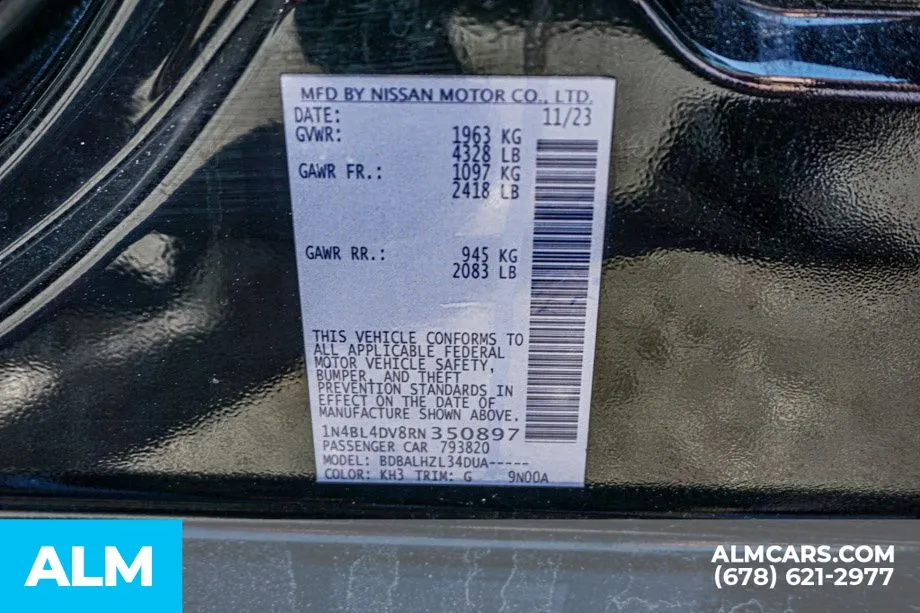 MFD BY NISSAN MOTOR CO., LTD.
DATE: 11/23
GVWR: 1963 KG
4328 LB
GAWR FR.: 1097 KG
2418 LB
GAWR RR.: 945 KG
2083 LB
THIS VEHICLE CONFORMS TO
ALL APPLICABLE FEDERAL
MOTOR VEHICLE SAFETY,
BUMPER, AND THEFT
PREVENTION STANDARDS IN
EFFECT ON THE DATE OF
MANUFACTURE SHOWN ABOVE.
1N4BL4DV8RN350897
PASSENGER CAR 793820
MODEL: BDBALHZL34DUA-----
COLOR: KH3 TRIM: G 9N00A
ALM
ALMCARS.COM
(678) 621-2977